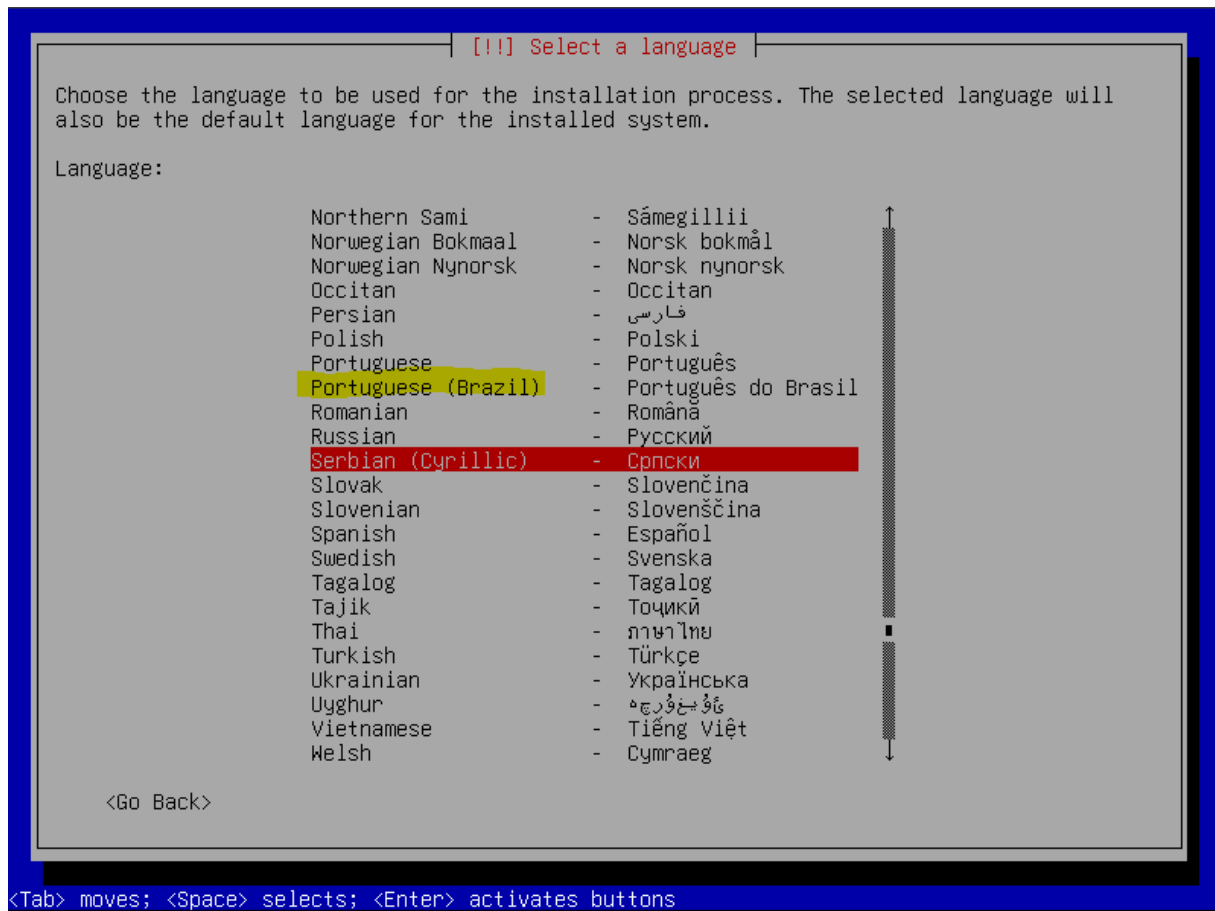 [!!] Select a language
Choose the language to be used for the installation process. The selected language will
also be the default language for the installed system.
Language:
Northern Sami - Sámegillii
Norwegian Bokmaal - Norsk bokmål
Norwegian Nynorsk - Norsk nynorsk
Occitan - Occitan
Persian - فارسی
Polish - Polski
Portuguese - Português
Portuguese (Brazil) - Português do Brasil
Romanian - Română
Russian - Русский
Serbian (Cyrillic) - Српски
Slovak - Slovenčina
Slovenian - Slovenščina
Spanish - Español
Swedish - Svenska
Tagalog - Tagalog
Tajik - Тоҷикӣ
Thai - ภาษาไทย
Turkish - Türkçe
Ukrainian - Українська
Uyghur - ئۇيغۇرچە
Vietnamese - Tiếng Việt
Welsh - Cymraeg
<Go Back>
<Tab> moves; <Space> selects; <Enter> activates buttons